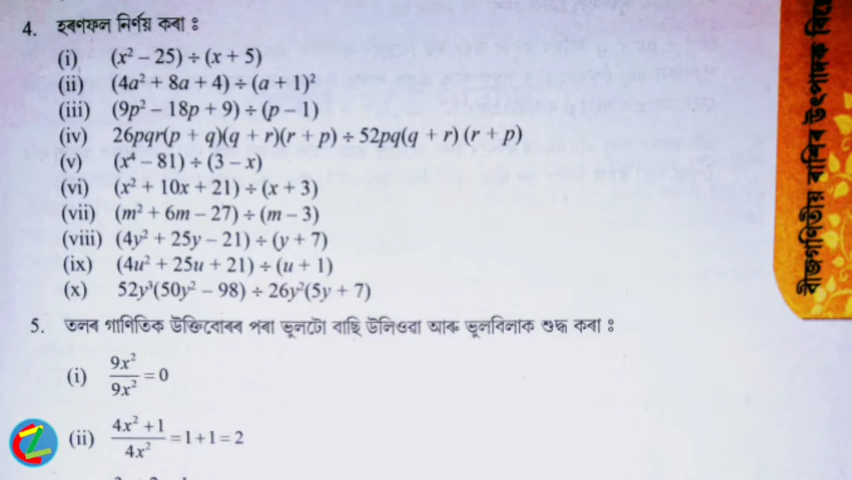 4. হৰণফল নিৰ্ণয় কৰা ঃ
(i) (x² – 25) ÷ (x + 5)
(ii) (4a² + 8a + 4) ÷ (a + 1)²
(iii) (9p² – 18p + 9) ÷ (p – 1)
(iv) 26pqr(p + q)(q + r)(r + p) ÷ 52pq(q + r) (r + p)
(v) (x⁴ – 81) ÷ (3 – x)
(vi) (x² + 10x + 21) ÷ (x + 3)
(vii) (m² + 6m – 27) ÷ (m – 3)
(viii) (4y² + 25y – 21) ÷ (y + 7)
(ix) (4u² + 25u + 21) ÷ (u + 1)
(x) 52y³(50y² – 98) ÷ 26y²(5y + 7)
5. তলৰ গাণিতিক উক্তিবোৰৰ পৰা ভুলটো বাছি উলিওৱা আৰু ভুলবিলাক শুদ্ধ কৰা ঃ
(i) 9x²/9x² = 0
(ii) 4x² + 1/4x² = 1 + 1 = 2
বীজগণিতীয় ৰাশিৰ উৎপাদক